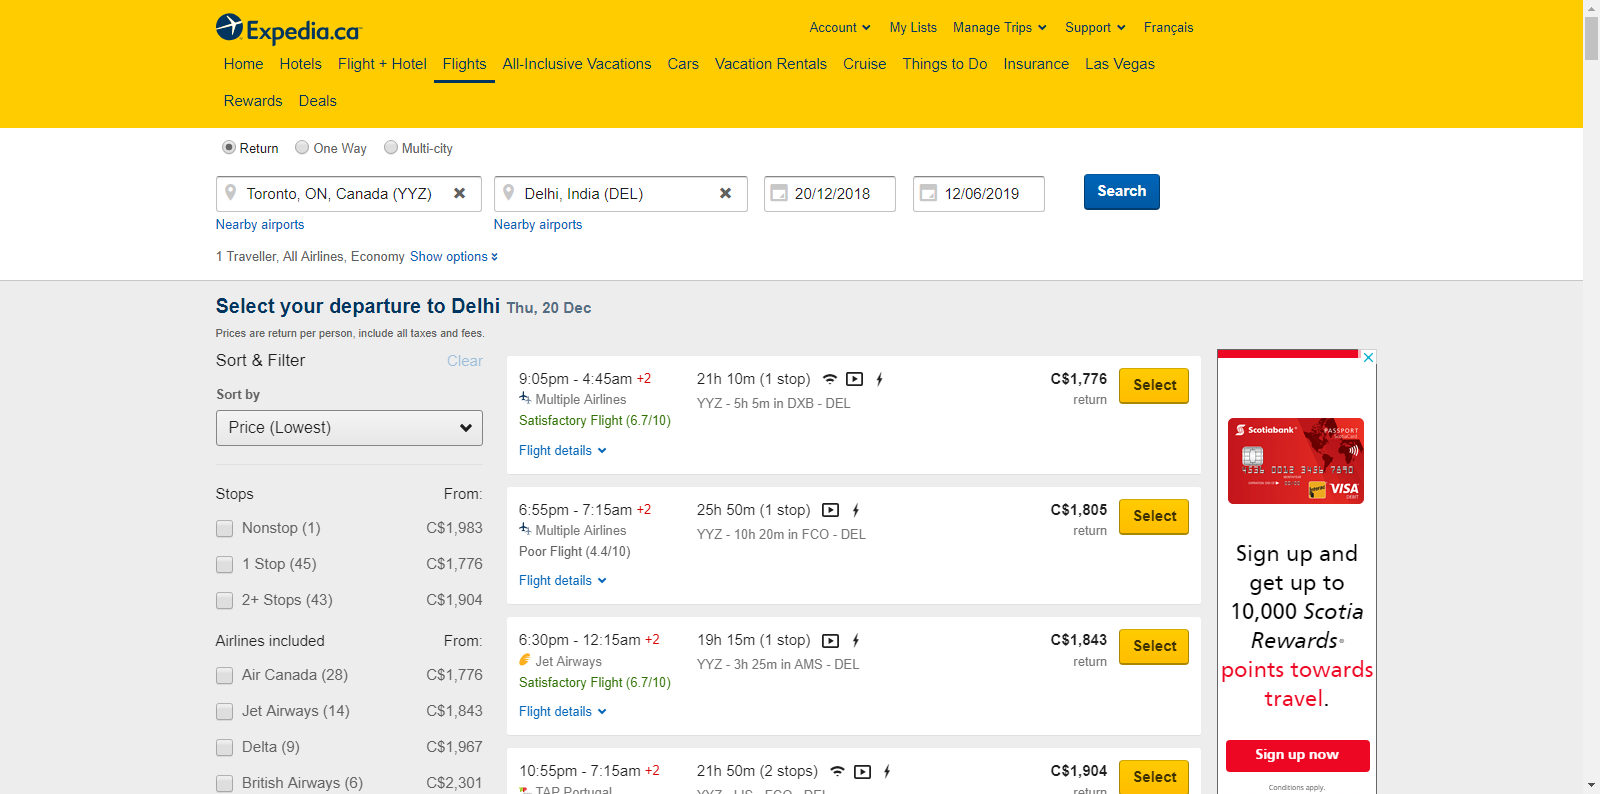 Expedia.ca
Account My Lists Manage Trips Support Français
Home Hotels Flight + Hotel Flights All-Inclusive Vacations Cars Vacation Rentals Cruise Things to Do Insurance Las Vegas
Rewards Deals
Return One Way Multi-city
Toronto, ON, Canada (YYZ) Delhi, India (DEL) 20/12/2018 12/06/2019 Search
Nearby airports Nearby airports
1 Traveller, All Airlines, Economy Show options
Select your departure to Delhi Thu, 20 Dec
Prices are return per person, include all taxes and fees.
Sort & Filter Clear
Sort by
Price (Lowest)
Stops From:
Nonstop (1) C$1,983
1 Stop (45) C$1,776
2+ Stops (43) C$1,904
Airlines included From:
Air Canada (28) C$1,776
Jet Airways (14) C$1,843
Delta (9) C$1,967
British Airways (6) C$2,301
9:05pm - 4:45am +2 21h 10m (1 stop) C$1,776 Select
Multiple Airlines YYZ - 5h 5m in DXB - DEL return
Satisfactory Flight (6.7/10)
Flight details
6:55pm - 7:15am +2 25h 50m (1 stop) C$1,805 Select
Multiple Airlines YYZ - 10h 20m in FCO - DEL return
Poor Flight (4.4/10)
Flight details
6:30pm - 12:15am +2 19h 15m (1 stop) C$1,843 Select
Jet Airways YYZ - 3h 25m in AMS - DEL return
Satisfactory Flight (6.7/10)
Flight details
10:55pm - 7:15am +2 21h 50m (2 stops) C$1,904 Select
TAP Portugal YYZ - LIS - FCO - DEL return
Scotiabank PASSPORT
ScotiaCard
VISA
DEBIT
Sign up and
get up to
10,000 Scotia
Rewards
points towards
travel.
Sign up now
Conditions apply.